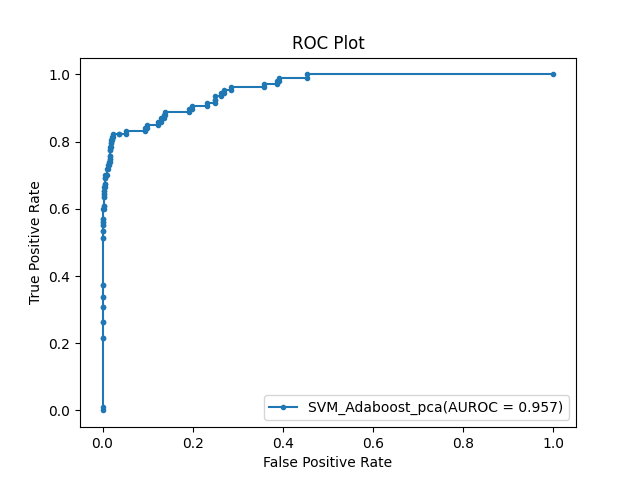 ROC Plot
True Positive Rate
1.0
0.8
0.6
0.4
0.2
0.0
SVM_Adaboost_pca(AUROC = 0.957)
0.0 0.2 0.4 0.6 0.8 1.0
False Positive Rate